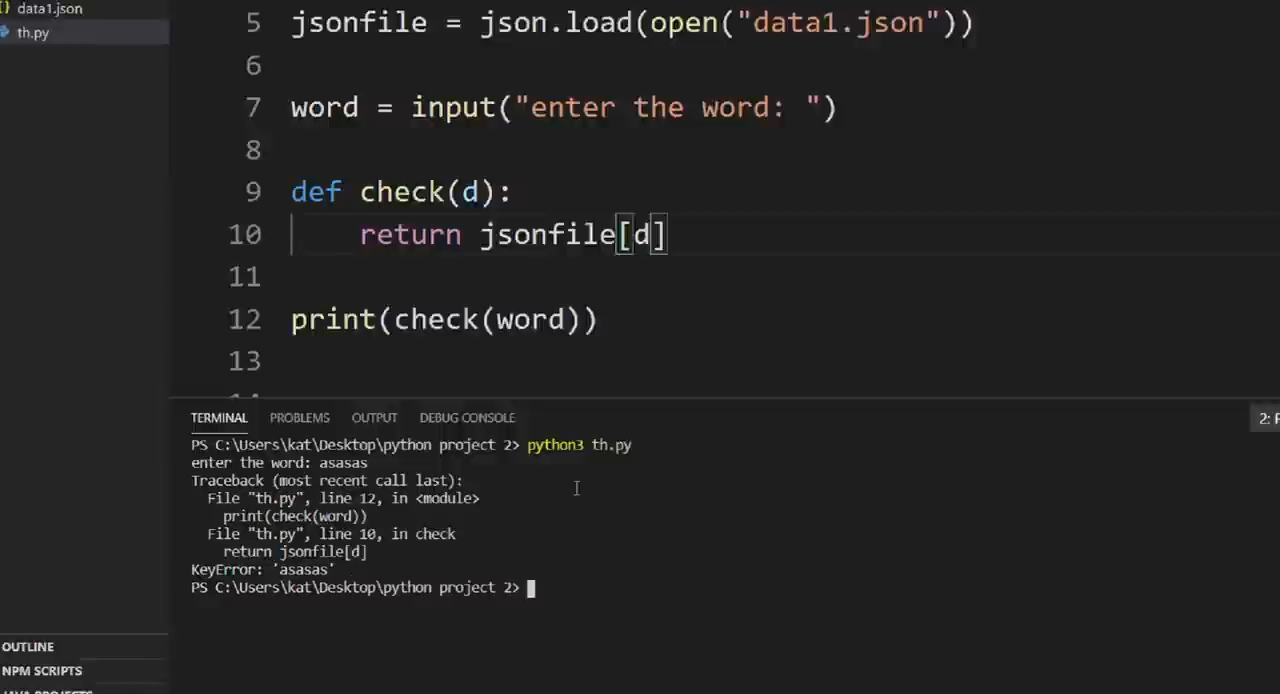 data1.json
th.py
5 jsonfile = json.load(open("data1.json"))
6
7 word = input("enter the word: ")
8
9 def check(d):
10 return jsonfile[d]
11
12 print(check(word))
13
TERMINAL PROBLEMS OUTPUT DEBUG CONSOLE 2:
PS C:\Users\kat\Desktop\python project 2> python3 th.py
enter the word: asasas
Traceback (most recent call last):
File "th.py", line 12, in <module>
print(check(word))
File "th.py", line 10, in check
return jsonfile[d]
KeyError: 'asasas'
PS C:\Users\kat\Desktop\python project 2>
OUTLINE
NPM SCRIPTS
JAVA PROJECTS